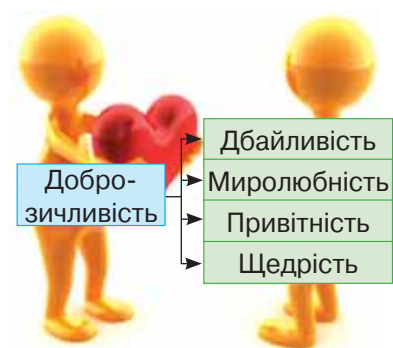 Добро-
зичливість
Дбайливість
Миролюбність
Привітність
Щедрість